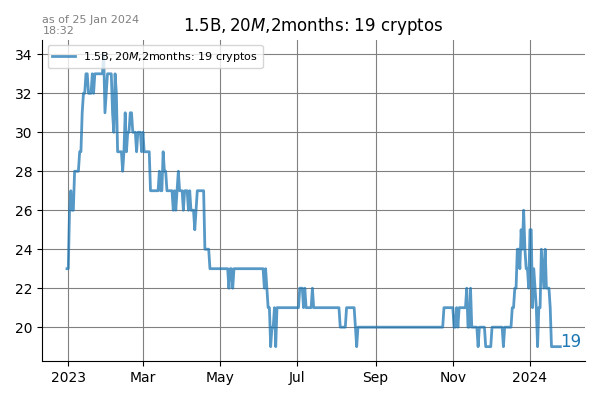 as of 25 Jan 2024
18:32
1.5B, 20M,2months: 19 cryptos
1.5B, 20M,2months: 19 cryptos
34
32
30
28
26
24
22
20
19
2023
Mar
May
Jul
Sep
Nov
2024